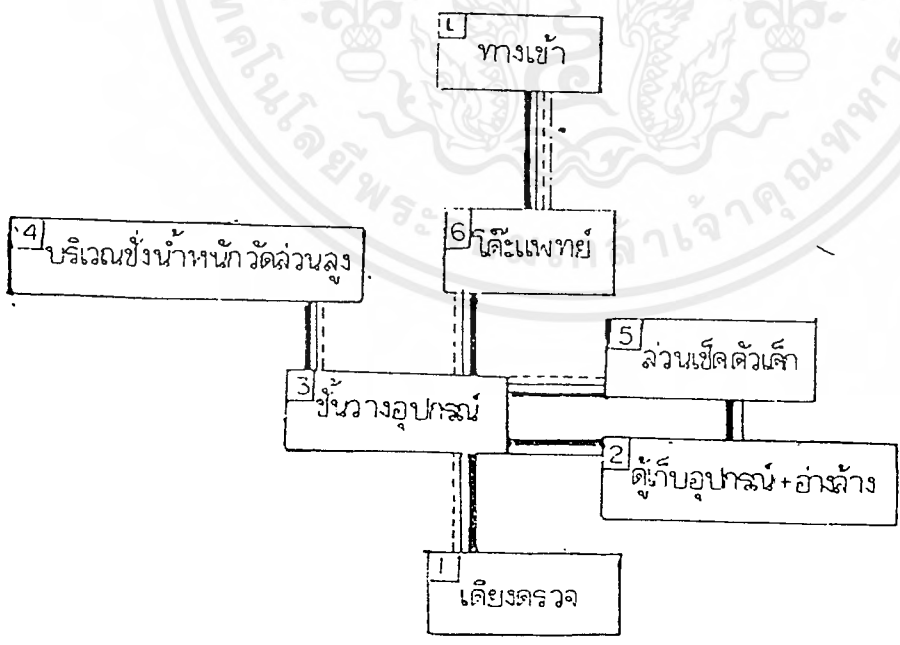 ทางเข้า
4 บริเวณชั่งน้ำหนัก วัดส่วนสูง
6 โต๊ะแพทย์
5 ส่วนเช็ดตัวเด็ก
3 ชั้นวางอุปกรณ์
2 ตู้เก็บอุปกรณ์ + อ่างล้าง
1 เตียงตรวจ